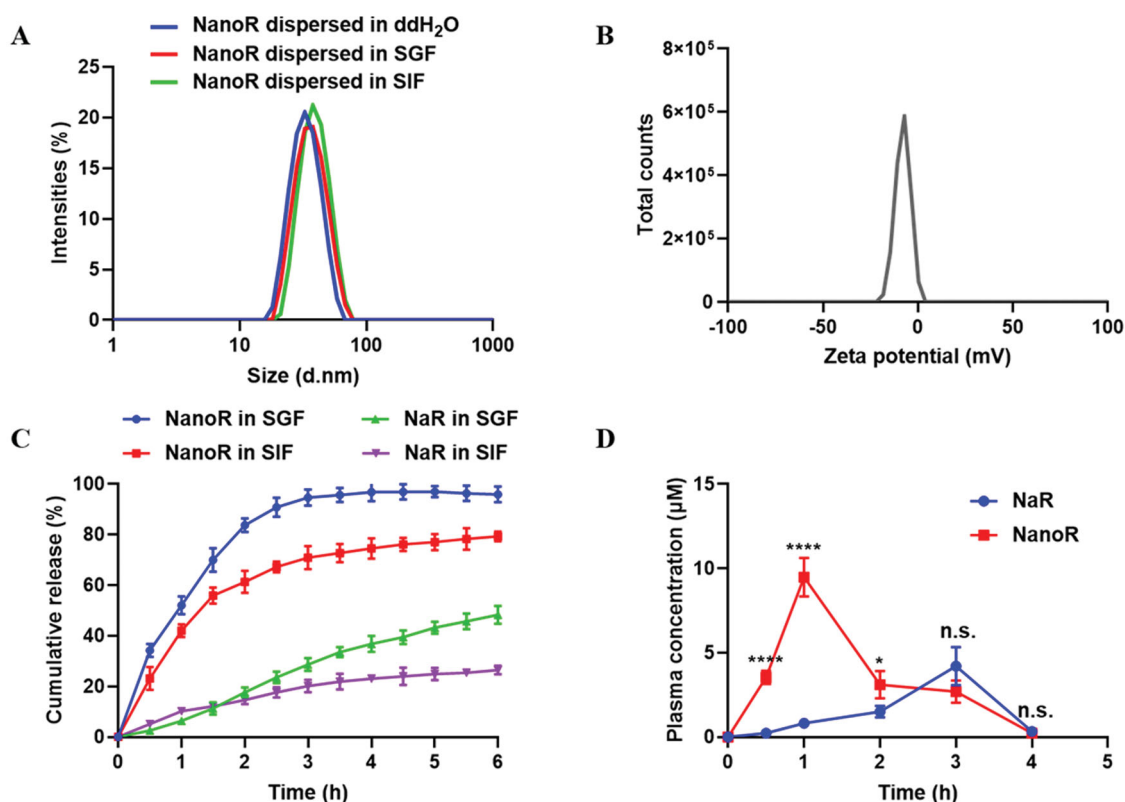 A
NanoR dispersed in ddH₂O
NanoR dispersed in SGF
NanoR dispersed in SIF
Intensities (%)
25
20
15
10
5
0
1
10
100
1000
Size (d.nm)
B
Total counts
8×10⁵
6×10⁵
4×10⁵
2×10⁵
0
-100
-50
0
50
100
Zeta potential (mV)
C
NanoR in SGF
NaR in SGF
NanoR in SIF
NaR in SIF
Cumulative release (%)
100
80
60
40
20
0
0
1
2
3
4
5
6
Time (h)
D
Plasma concentration (μM)
15
10
5
0
NaR
NanoR
****
****
*
n.s.
n.s.
0
1
2
3
4
5
Time (h)